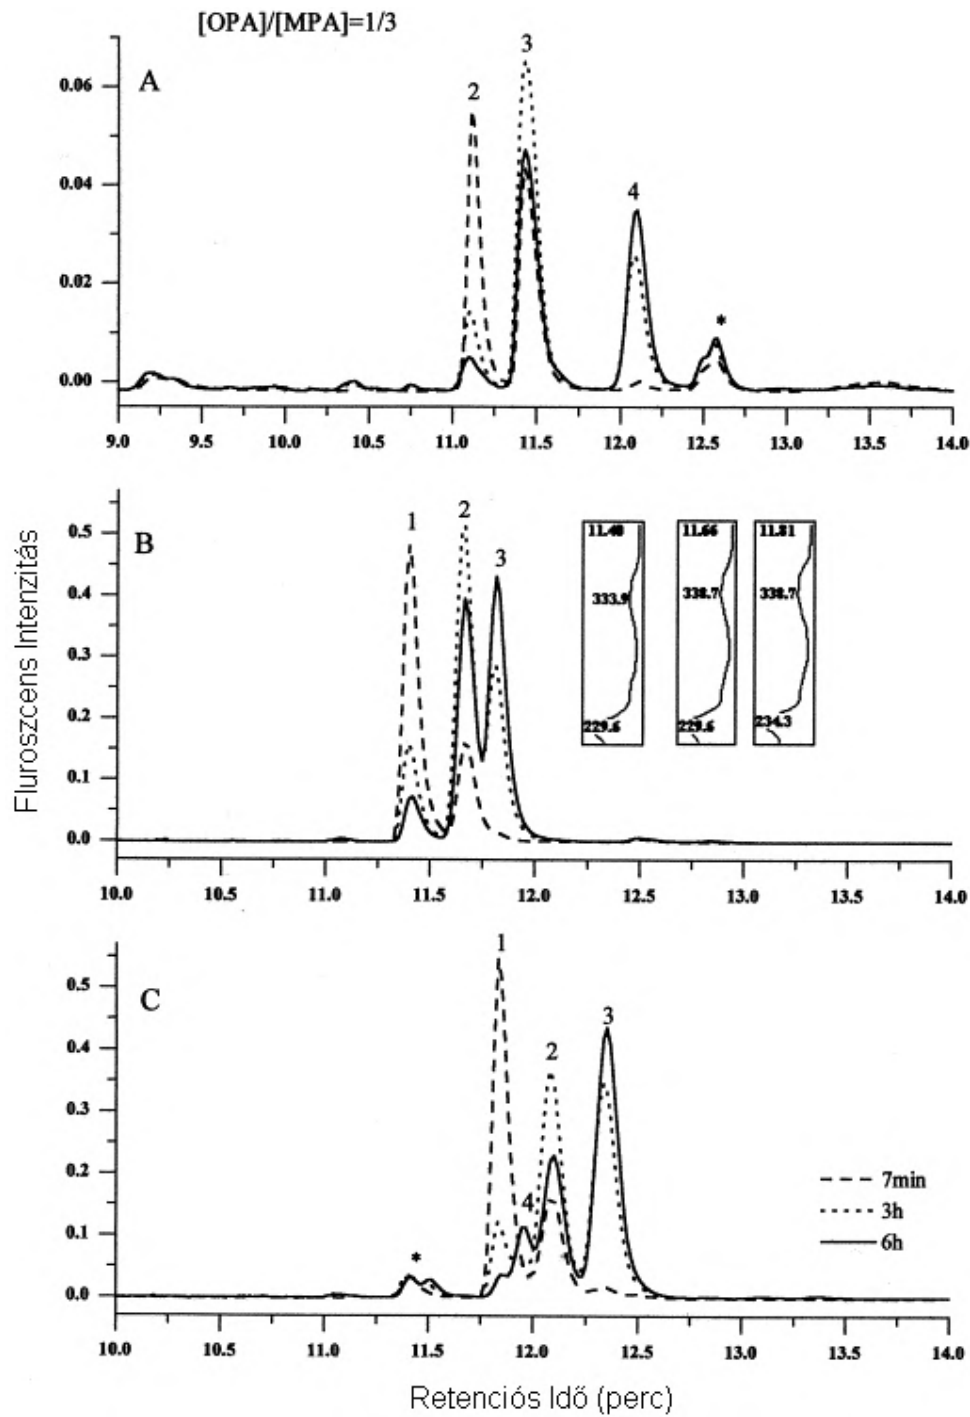 [OPA]/[MPA]=1/3
A
2
3
4
*
0.06
0.04
0.02
0.00
9.0 9.5 10.0 10.5 11.0 11.5 12.0 12.5 13.0 13.5 14.0
Fluroszcens Intenzitás
B
1
2
3
0.5
0.4
0.3
0.2
0.1
0.0
11.40 11.66 11.81
333.9 338.7 338.7
229.6 229.6 234.3
10.0 10.5 11.0 11.5 12.0 12.5 13.0 13.5 14.0
C
1
2
3
4
*
0.5
0.4
0.3
0.2
0.1
0.0
7min
3h
6h
10.0 10.5 11.0 11.5 12.0 12.5 13.0 13.5 14.0
Retenciós Idő (perc)